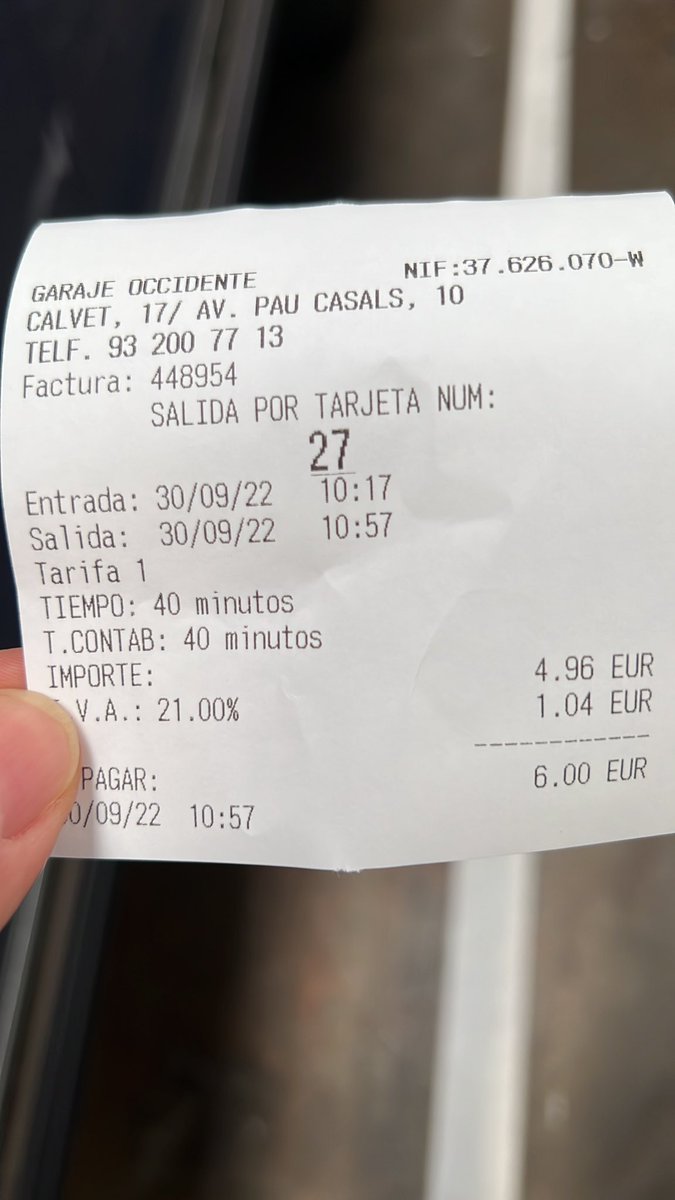 GARAJE OCCIDENTE NIF:37.626.070-W
CALVET, 17/ AV. PAU CASALS, 10
TELF. 93 200 77 13
Factura: 448954
SALIDA POR TARJETA NUM:
27
Entrada: 30/09/22 10:17
Salida: 30/09/22 10:57
Tarifa 1
TIEMPO: 40 minutos
T.CONTAB: 40 minutos
IMPORTE: 4.96 EUR
V.A.: 21.00% 1.04 EUR
------------
PAGAR: 6.00 EUR
0/09/22 10:57